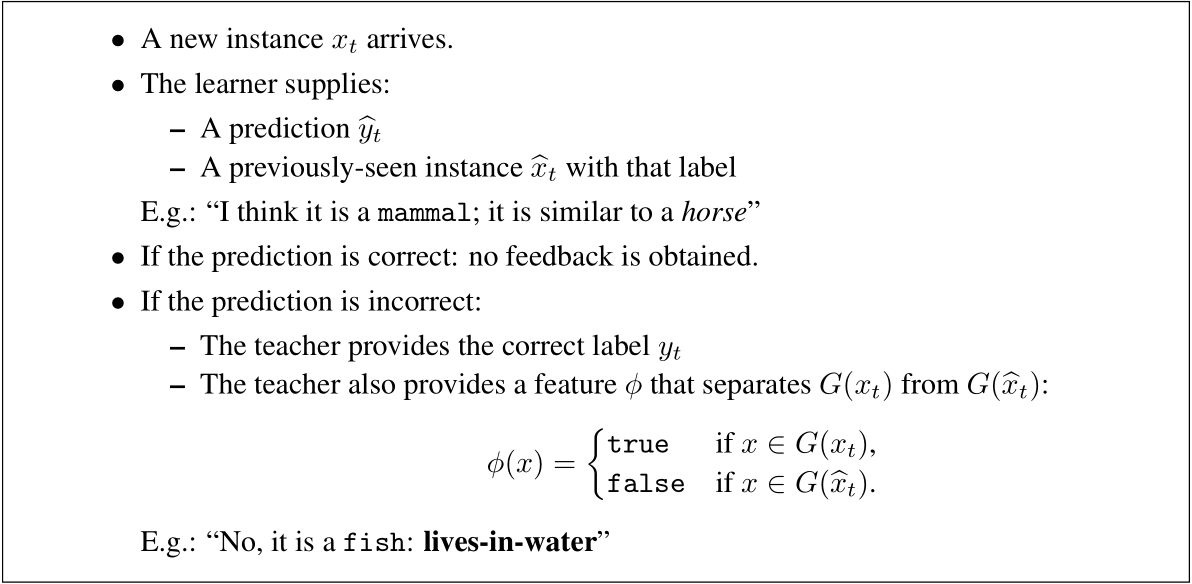 • A new instance $x_t$ arrives.
• The learner supplies:
– A prediction $\widehat{y}_t$
– A previously-seen instance $\widehat{x}_t$ with that label
E.g.: “I think it is a mammal; it is similar to a horse”
• If the prediction is correct: no feedback is obtained.
• If the prediction is incorrect:
– The teacher provides the correct label $y_t$
– The teacher also provides a feature $\phi$ that separates $G(x_t)$ from $G(\widehat{x}_t)$:
$\phi(x) = \begin{cases} \texttt{true} & \text{if } x \in G(x_t), \\ \texttt{false} & \text{if } x \in G(\widehat{x}_t). \end{cases}$
E.g.: “No, it is a fish: lives-in-water”